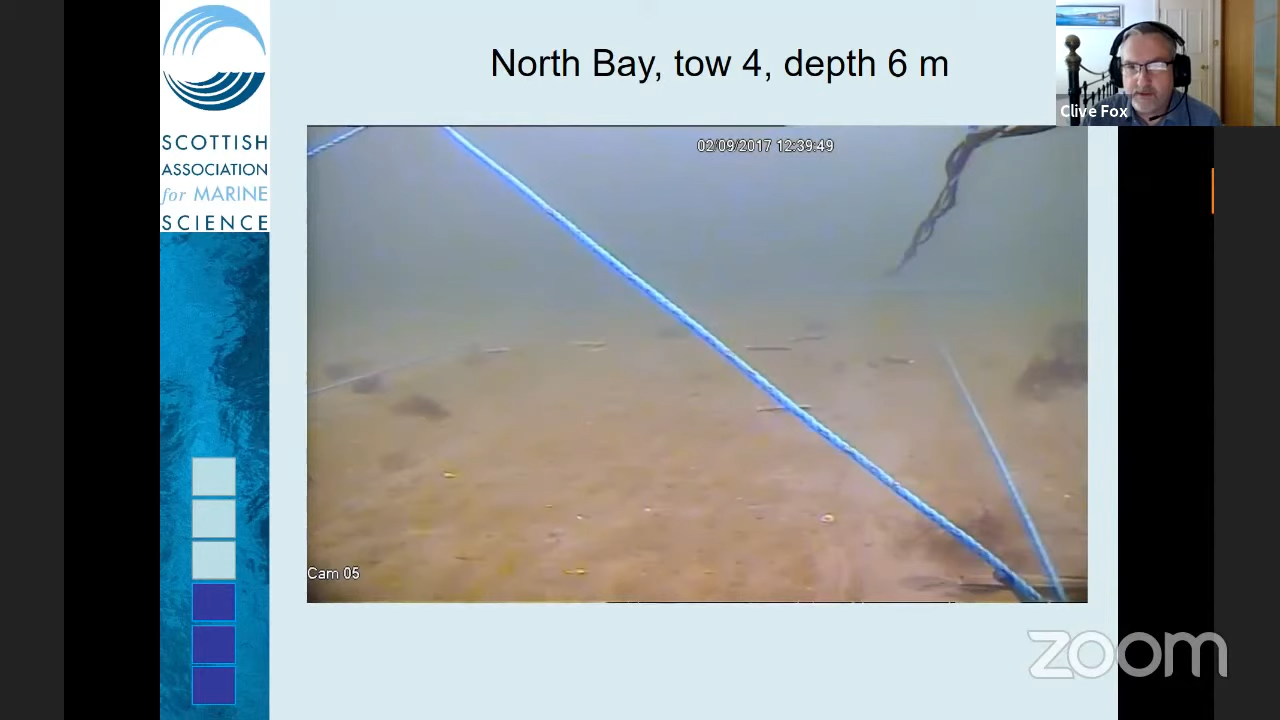 North Bay, tow 4, depth 6 m
Clive Fox
SCOTTISH
ASSOCIATION
for MARINE
SCIENCE
02/09/2017 12:39:49
Cam 05
zoom